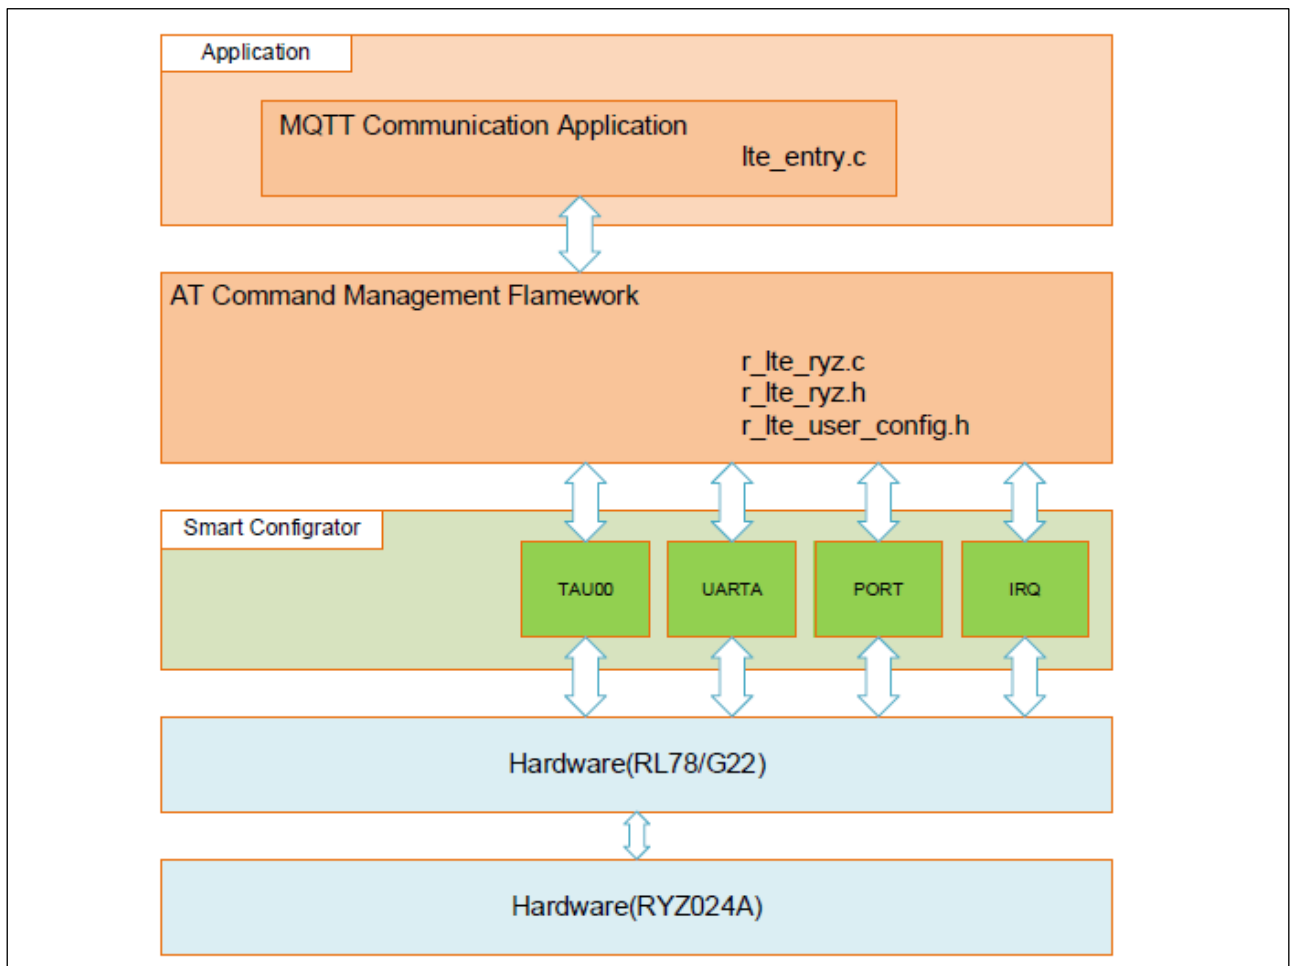 Application
MQTT Communication Application
lte_entry.c
AT Command Management Flamework
r_lte_ryz.c
r_lte_ryz.h
r_lte_user_config.h
Smart Configrator
TAU00
UARTA
PORT
IRQ
Hardware(RL78/G22)
Hardware(RYZ024A)